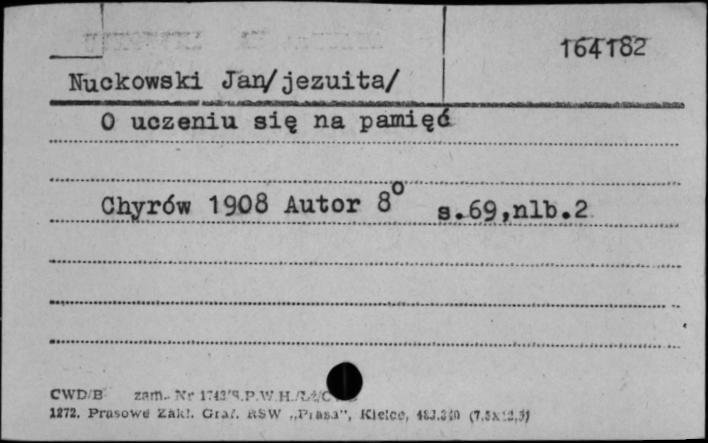 164182
Nuckowski Jan/jezuita/
O uczeniu się na pamięć
Chyrów 1908 Autor 8° s.69,nlb.2
CWD/B zam. Nr
1272. Prasowe Zakł. Graf. RSW „Prasa", Kielce,